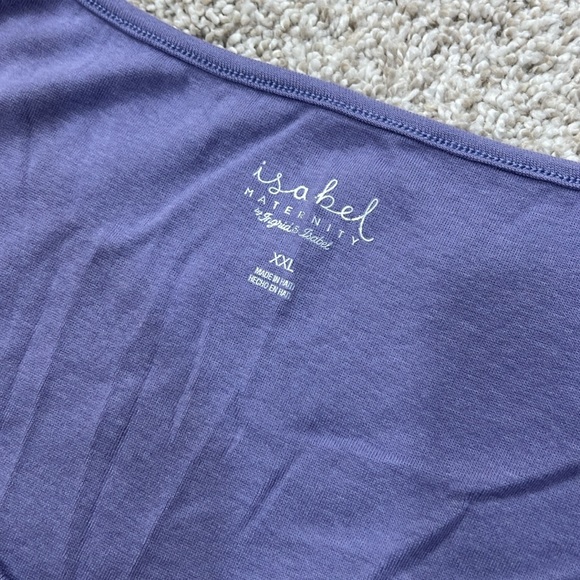 isabel
MATERNITY
by Ingrid & Isabel
XXL
MADE IN HAITI
HECHO EN HAITI